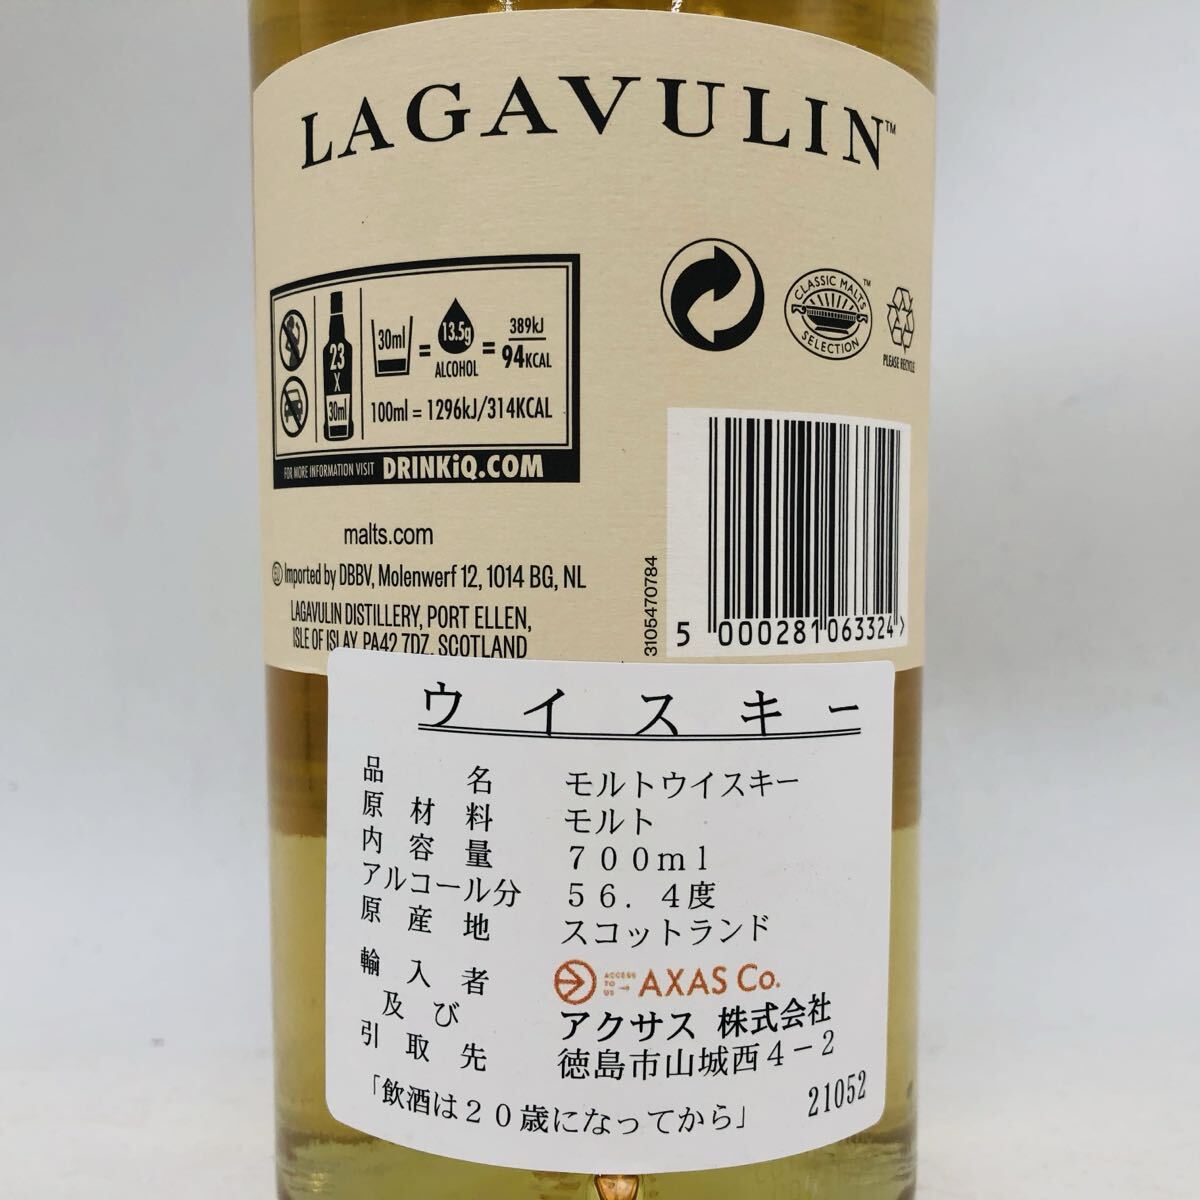 LAGAVULIN™
23
X
30ml
30ml
=
13.5g
ALCOHOL
=
389kJ
94KCAL
100ml = 1296kJ/314KCAL
FOR MORE INFORMATION VISIT DRINKiQ.COM
CLASSIC MALTS™
SELECTION
PLEASE RECYCLE
malts.com
Imported by DBBV, Molenwerf 12, 1014 BG, NL
LAGAVULIN DISTILLERY, PORT ELLEN,
ISLE OF ISLAY, PA42 7DZ, SCOTLAND
3105470784
5 000281 063324 >
ウイスキー
品名 モルトウイスキー
原材料 モルト
内容量 700ml
アルコール分 56.4度
原産地 スコットランド
輸入者
及び
引取先
ACCESS
TO
US → AXAS Co.
アクサス 株式会社
徳島市山城西4-2
「飲酒は20歳になってから」
21052